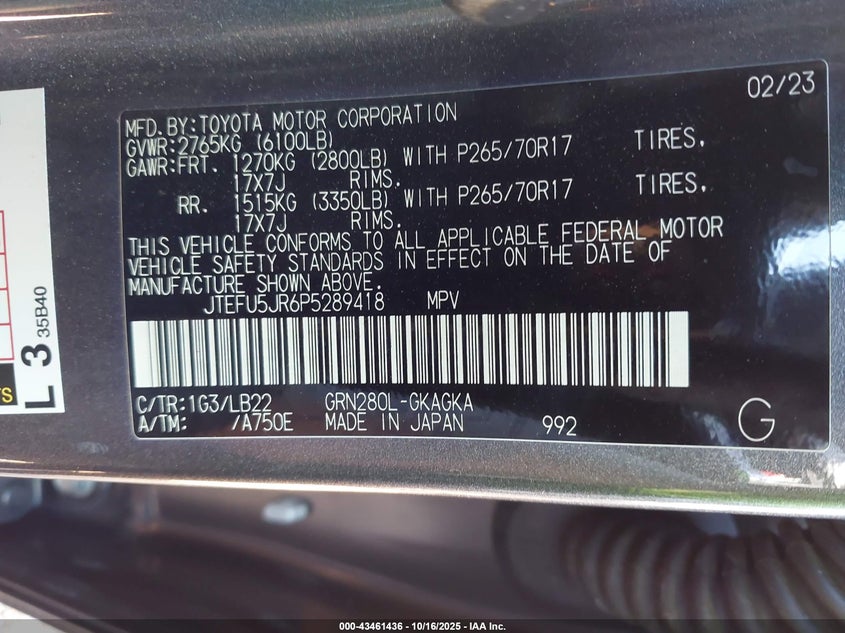 02/23
MFD.BY:TOYOTA MOTOR CORPORATION
GVWR:2765KG (6100LB)
GAWR:FRT. 1270KG (2800LB) WITH P265/70R17 TIRES,
17X7J RIMS.
RR. 1515KG (3350LB) WITH P265/70R17 TIRES,
17X7J RIMS.
THIS VEHICLE CONFORMS TO ALL APPLICABLE FEDERAL MOTOR
VEHICLE SAFETY STANDARDS IN EFFECT ON THE DATE OF
MANUFACTURE SHOWN ABOVE.
JTEFU5JR6P5289418 MPV
C/TR:1G3/LB22 GRN280L-GKAGKA
A/TM: /A750E MADE IN JAPAN 992
G
L 3 35B40
000-43461436 - 10/16/2025 - IAA Inc.